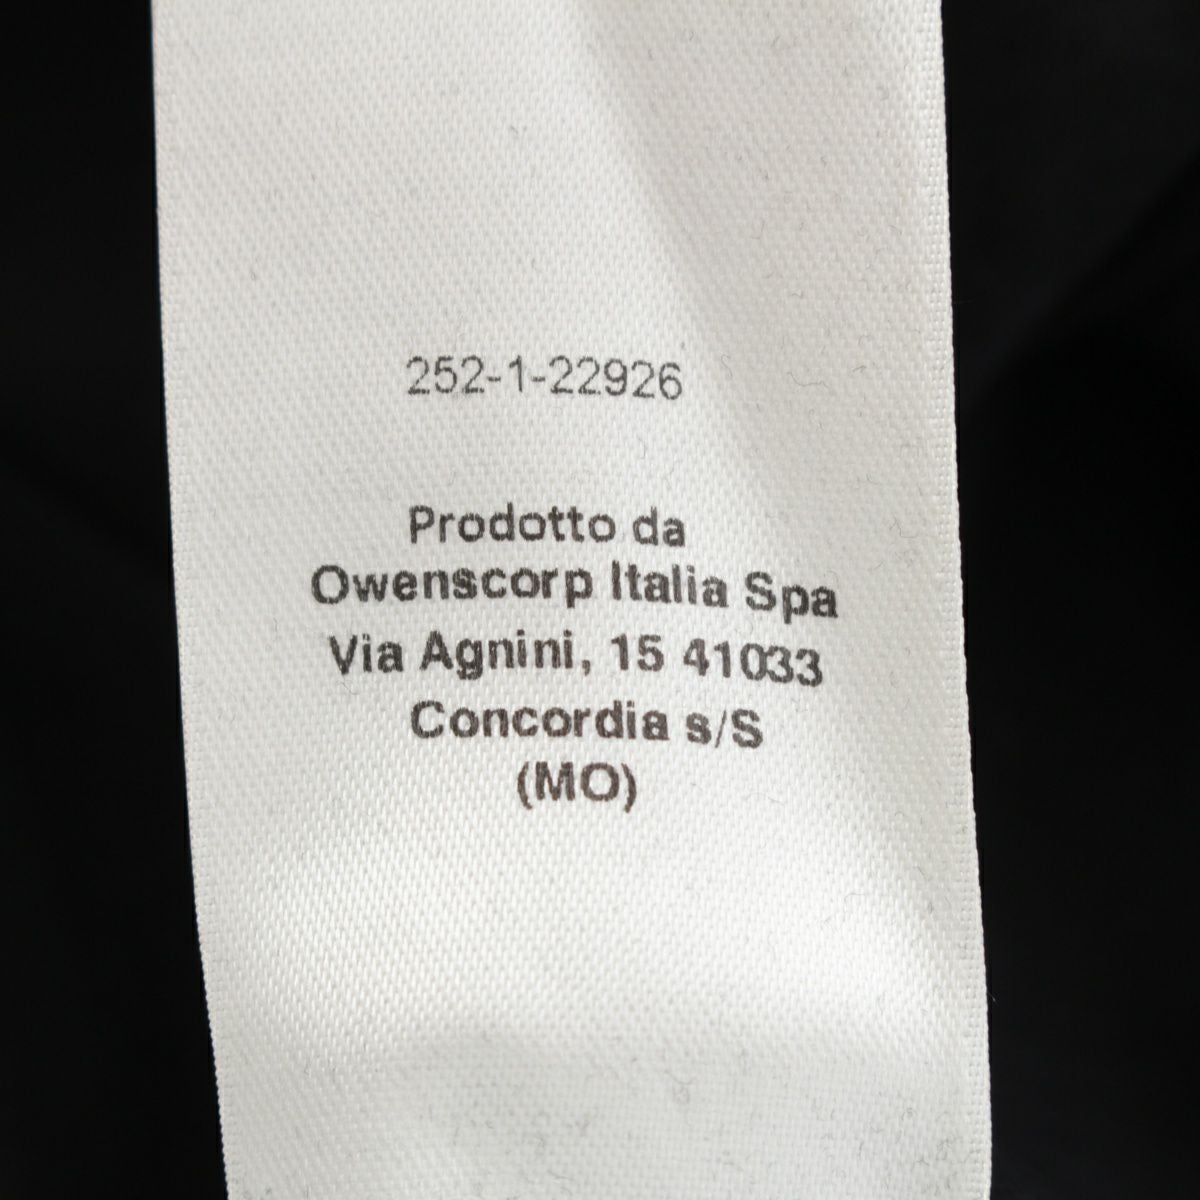 252-1-22926
Prodotto da
Owenscorp Italia Spa
Via Agnini, 15 41033
Concordia s/S
(MO)